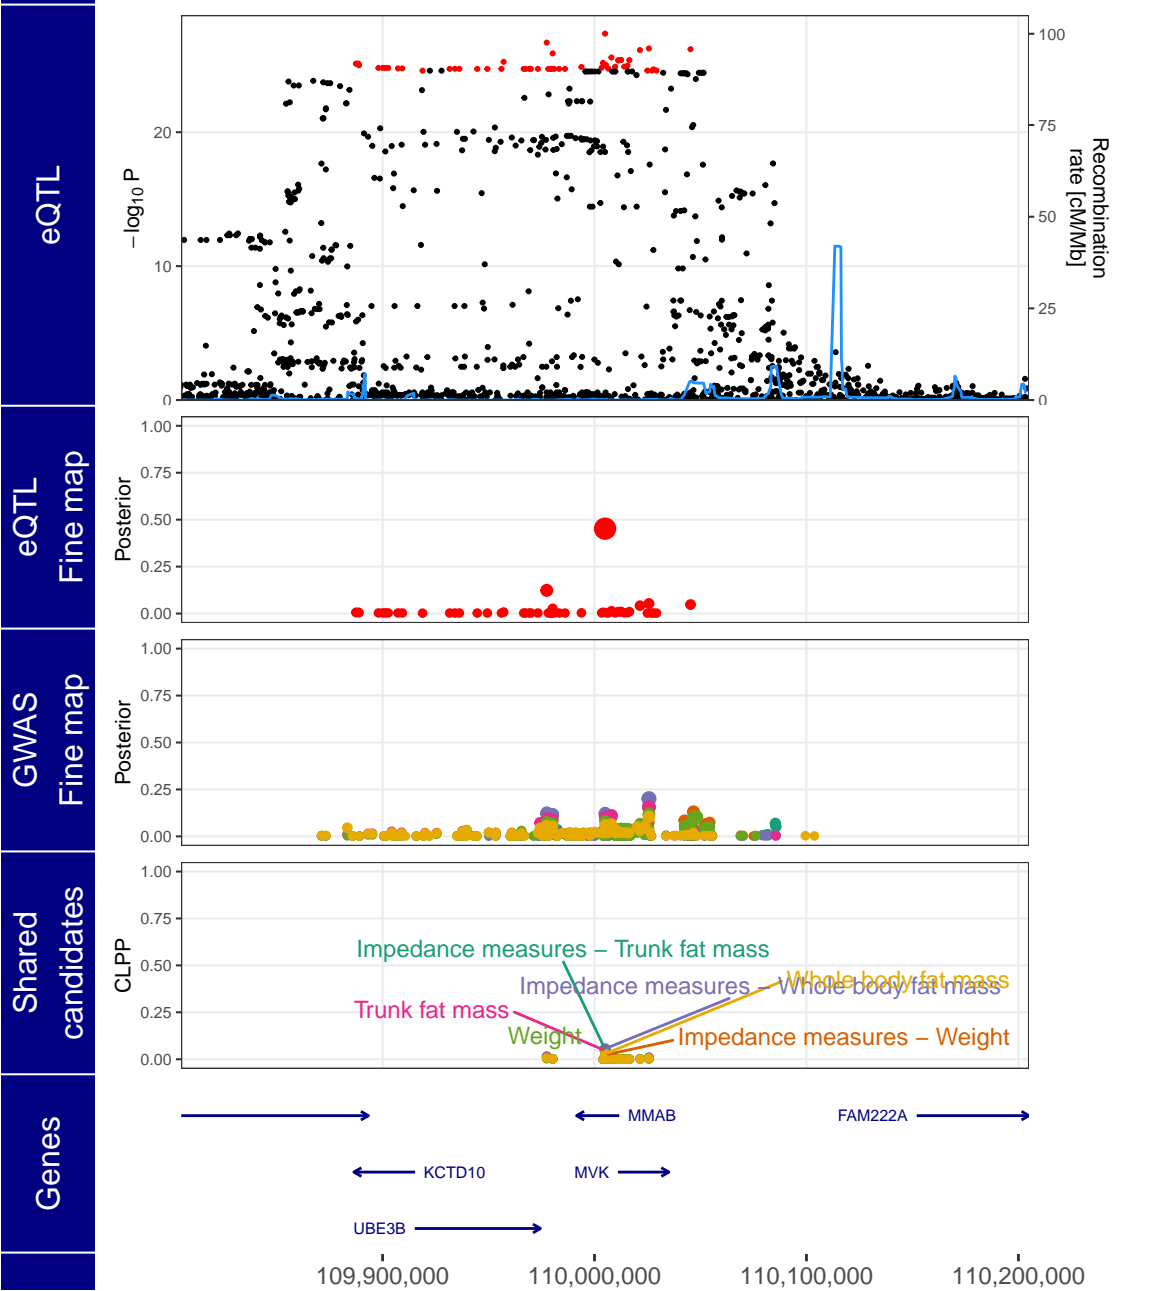 eQTL
– log10 P
20
10
0
100
75
50
25
0
Recombination
rate [cM/Mb]
eQTL
Fine map
Posterior
1.00
0.75
0.50
0.25
0.00
GWAS
Fine map
Posterior
1.00
0.75
0.50
0.25
0.00
Shared
candidates
CLPP
1.00
0.75
0.50
0.25
0.00
Impedance measures – Trunk fat mass
Whole body fat mass
Impedance measures – Whole body fat mass
Trunk fat mass
Weight
Impedance measures – Weight
Genes
MMAB
FAM222A
KCTD10
MVK
UBE3B
109,900,000
110,000,000
110,100,000
110,200,000